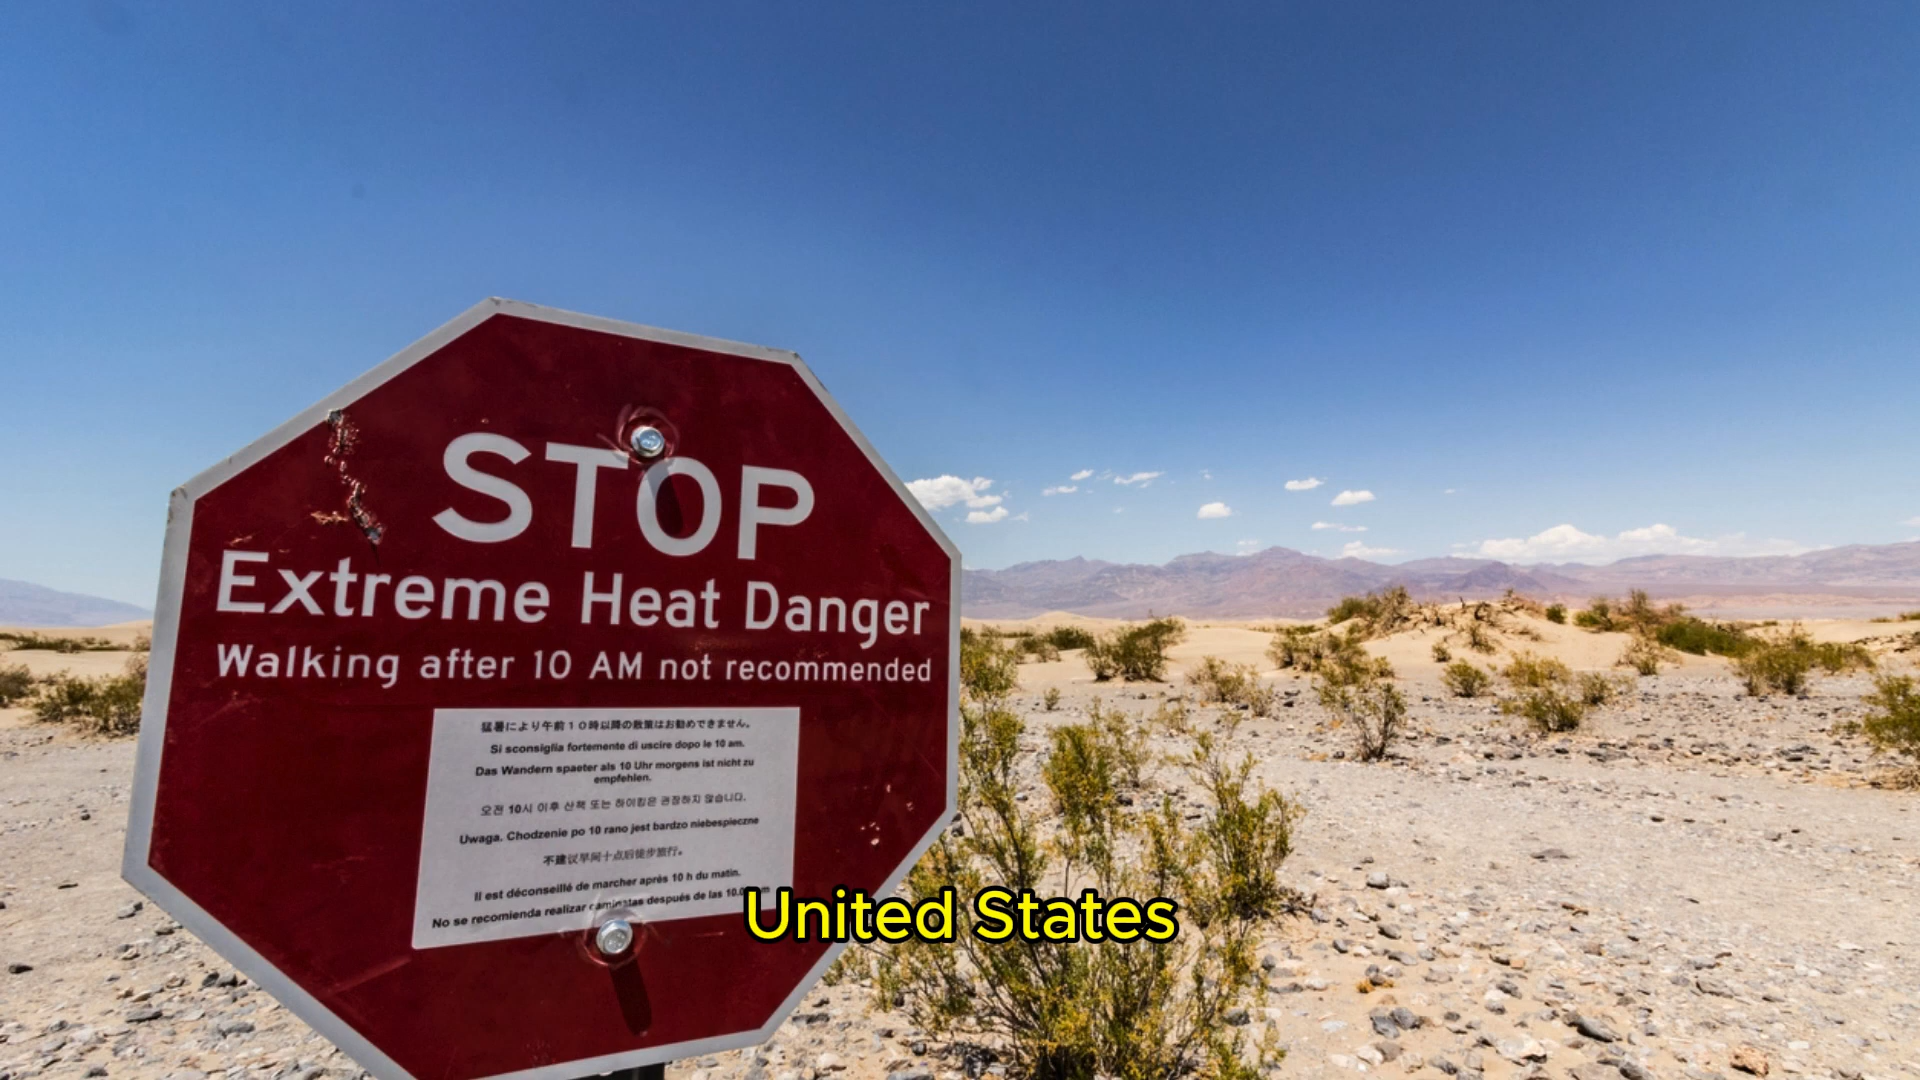 STOP
Extreme Heat Danger
Walking after 10 AM not recommended
猛暑により午前10時以降の散策はお勧めできません。
Si sconsiglia fortemente di uscire dopo le 10 am.
Das Wandern spaeter als 10 Uhr morgens ist nicht zu
empfehlen.
오전 10시 이후 산책 또는 하이킹은 권장하지 않습니다.
Uwaga. Chodzenie po 10 rano jest bardzo niebespieczne
不建议早间十点后徒步旅行。
Il est déconseillé de marcher après 10 h du matin.
No se recomienda realizar caminatas después de las
United States